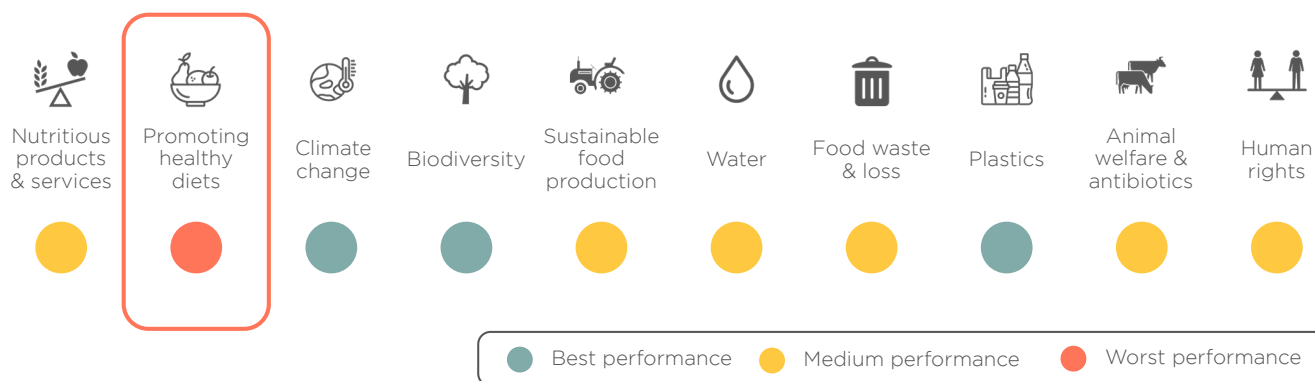 Nutritious
products
& services
Promoting
healthy
diets
Climate
change
Biodiversity
Sustainable
food
production
Water
Food waste
& loss
Plastics
Animal
welfare &
antibiotics
Human
rights
Best performance
Medium performance
Worst performance